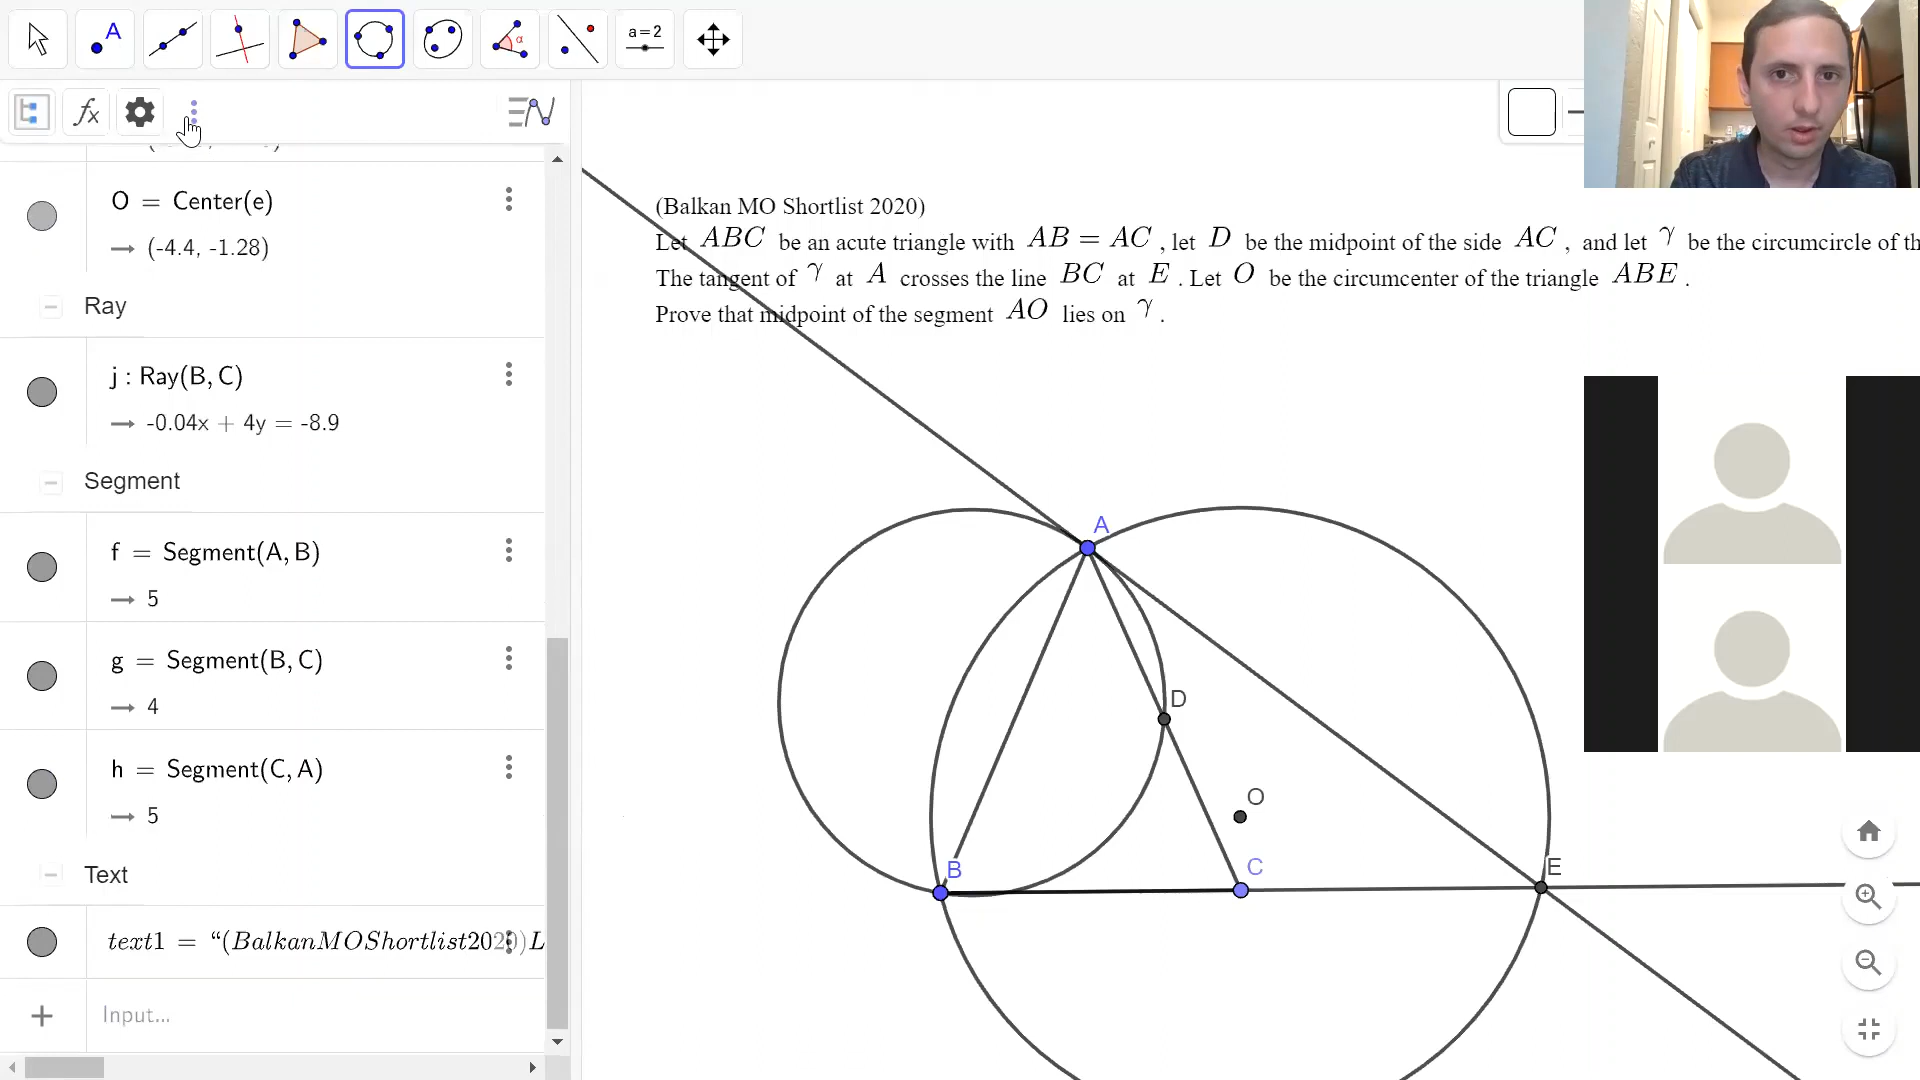 A
α
a=2
fx
O = Center(e)
→ (-4.4, -1.28)
Ray
j : Ray(B, C)
→ -0.04x + 4y = -8.9
Segment
f = Segment(A, B)
→ 5
g = Segment(B, C)
→ 4
h = Segment(C, A)
→ 5
Text
text1 = “(BalkanMOShortlist2020)L
Input...
(Balkan MO Shortlist 2020)
Let ABC be an acute triangle with AB = AC , let D be the midpoint of the side AC , and let γ be the circumcircle of th
The tangent of γ at A crosses the line BC at E . Let O be the circumcenter of the triangle ABE .
Prove that midpoint of the segment AO lies on γ .
A
D
O
B
C
E